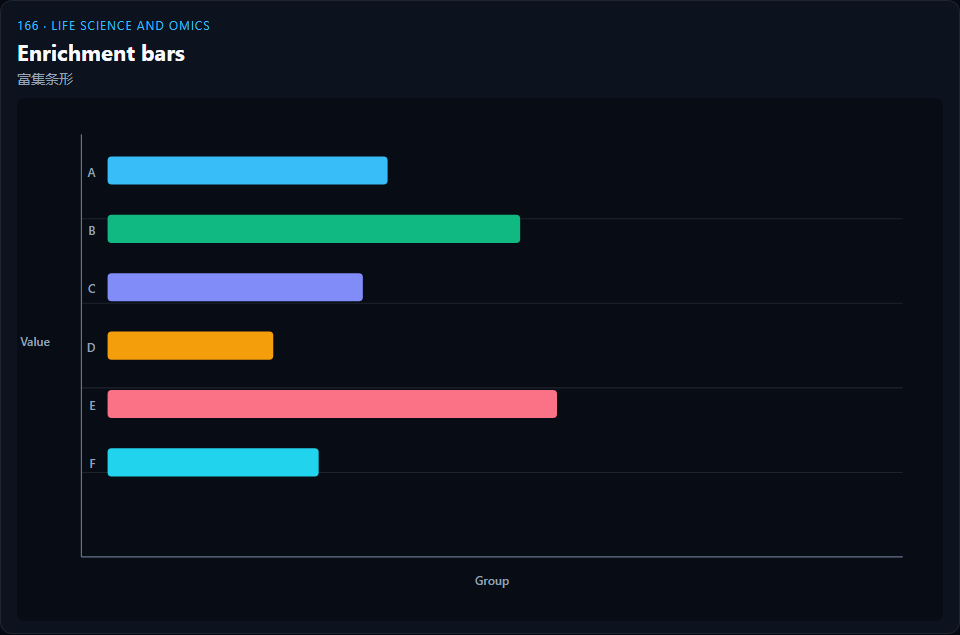 166 · LIFE SCIENCE AND OMICS
Enrichment bars
富集条形
A
B
C
Value
D
E
F
Group